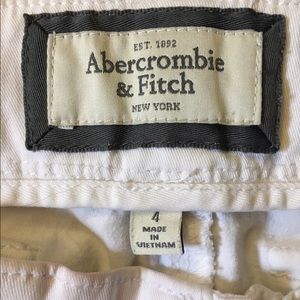 EST. 1892
Abercrombie
& Fitch
NEW YORK
4
MADE IN
VIETNAM